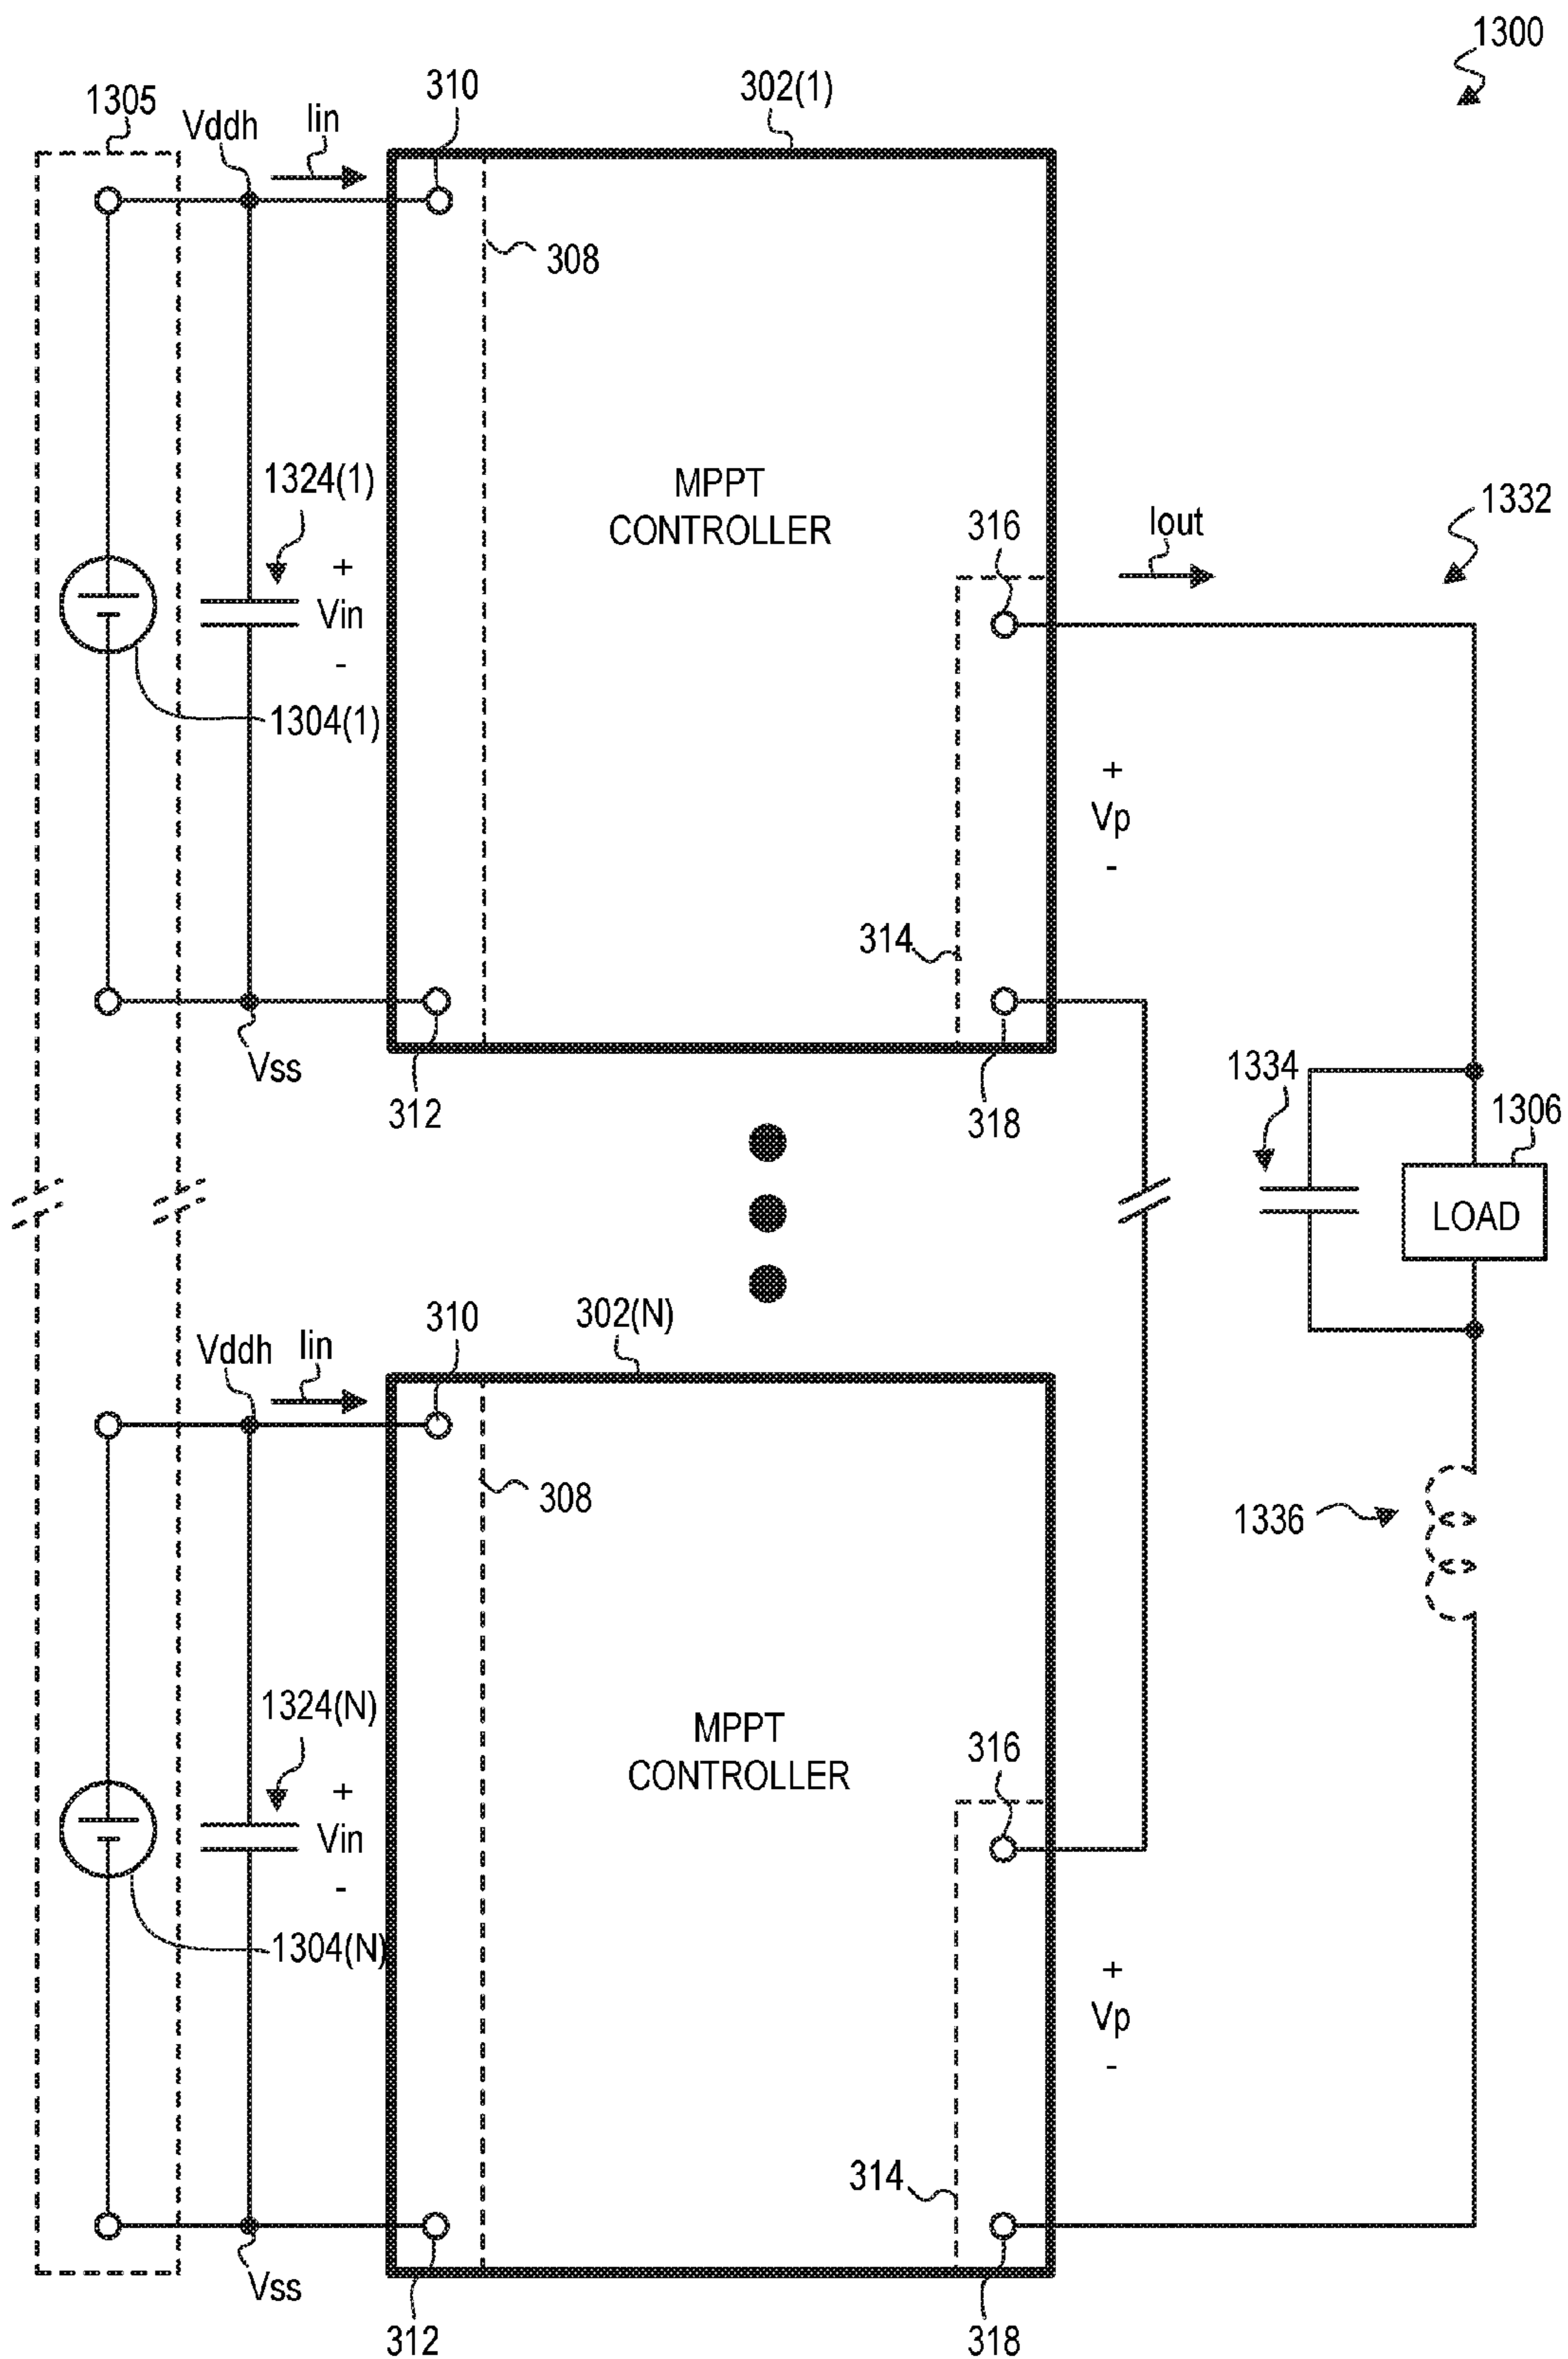 1300
1305
Vddh
Iin
310
302(1)
308
1324(1)
+
Vin
-
1304(1)
MPPT
CONTROLLER
316
Iout
1332
+
Vp
-
314
Vss
312
318
1334
1306
LOAD
302(N)
310
Vddh
Iin
308
1336
1324(N)
+
Vin
-
1304(N)
MPPT
CONTROLLER
316
+
Vp
-
314
Vss
312
318